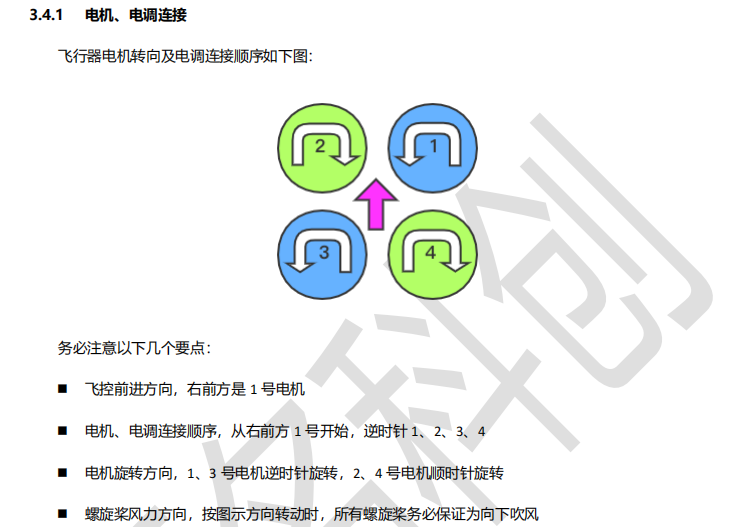 3.4.1 电机、电调连接
飞行器电机转向及电调连接顺序如下图：
2 1
3 4
务必注意以下几个要点：
■ 飞控前进方向，右前方是 1 号电机
■ 电机、电调连接顺序，从右前方 1 号开始，逆时针 1、2、3、4
■ 电机旋转方向，1、3 号电机逆时针旋转，2、4 号电机顺时针旋转
■ 螺旋桨风力方向，按图示方向转动时，所有螺旋桨务必保证为向下吹风
科创